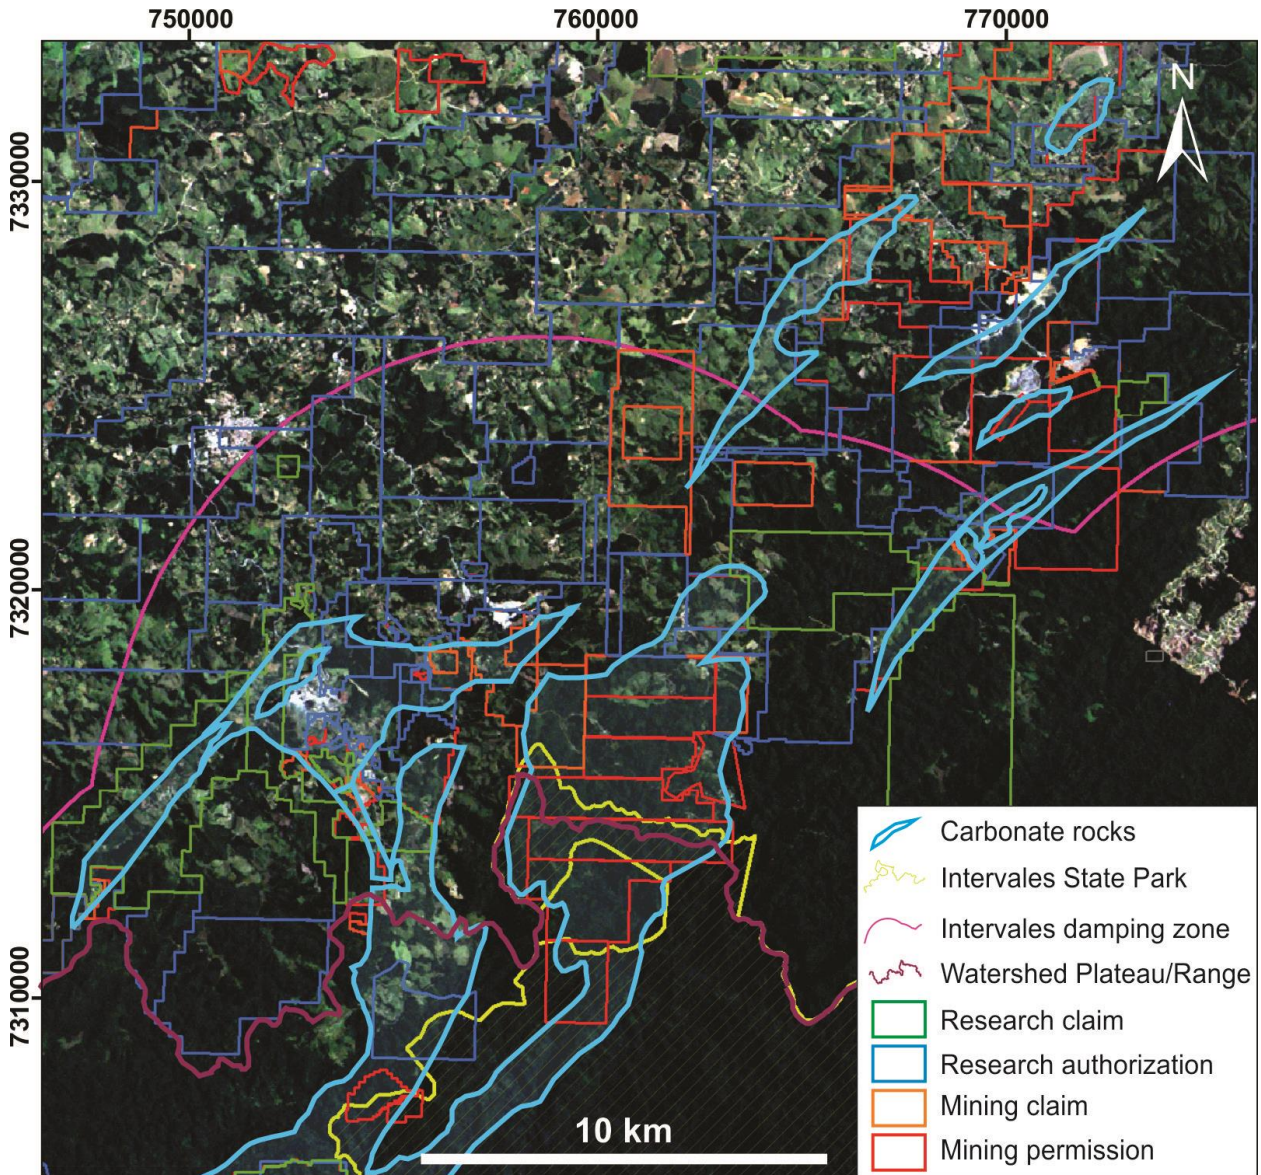 750000
760000
770000
7330000
7320000
7310000
N
Carbonate rocks
Intervales State Park
Intervales damping zone
Watershed Plateau/Range
Research claim
Research authorization
Mining claim
Mining permission
10 km